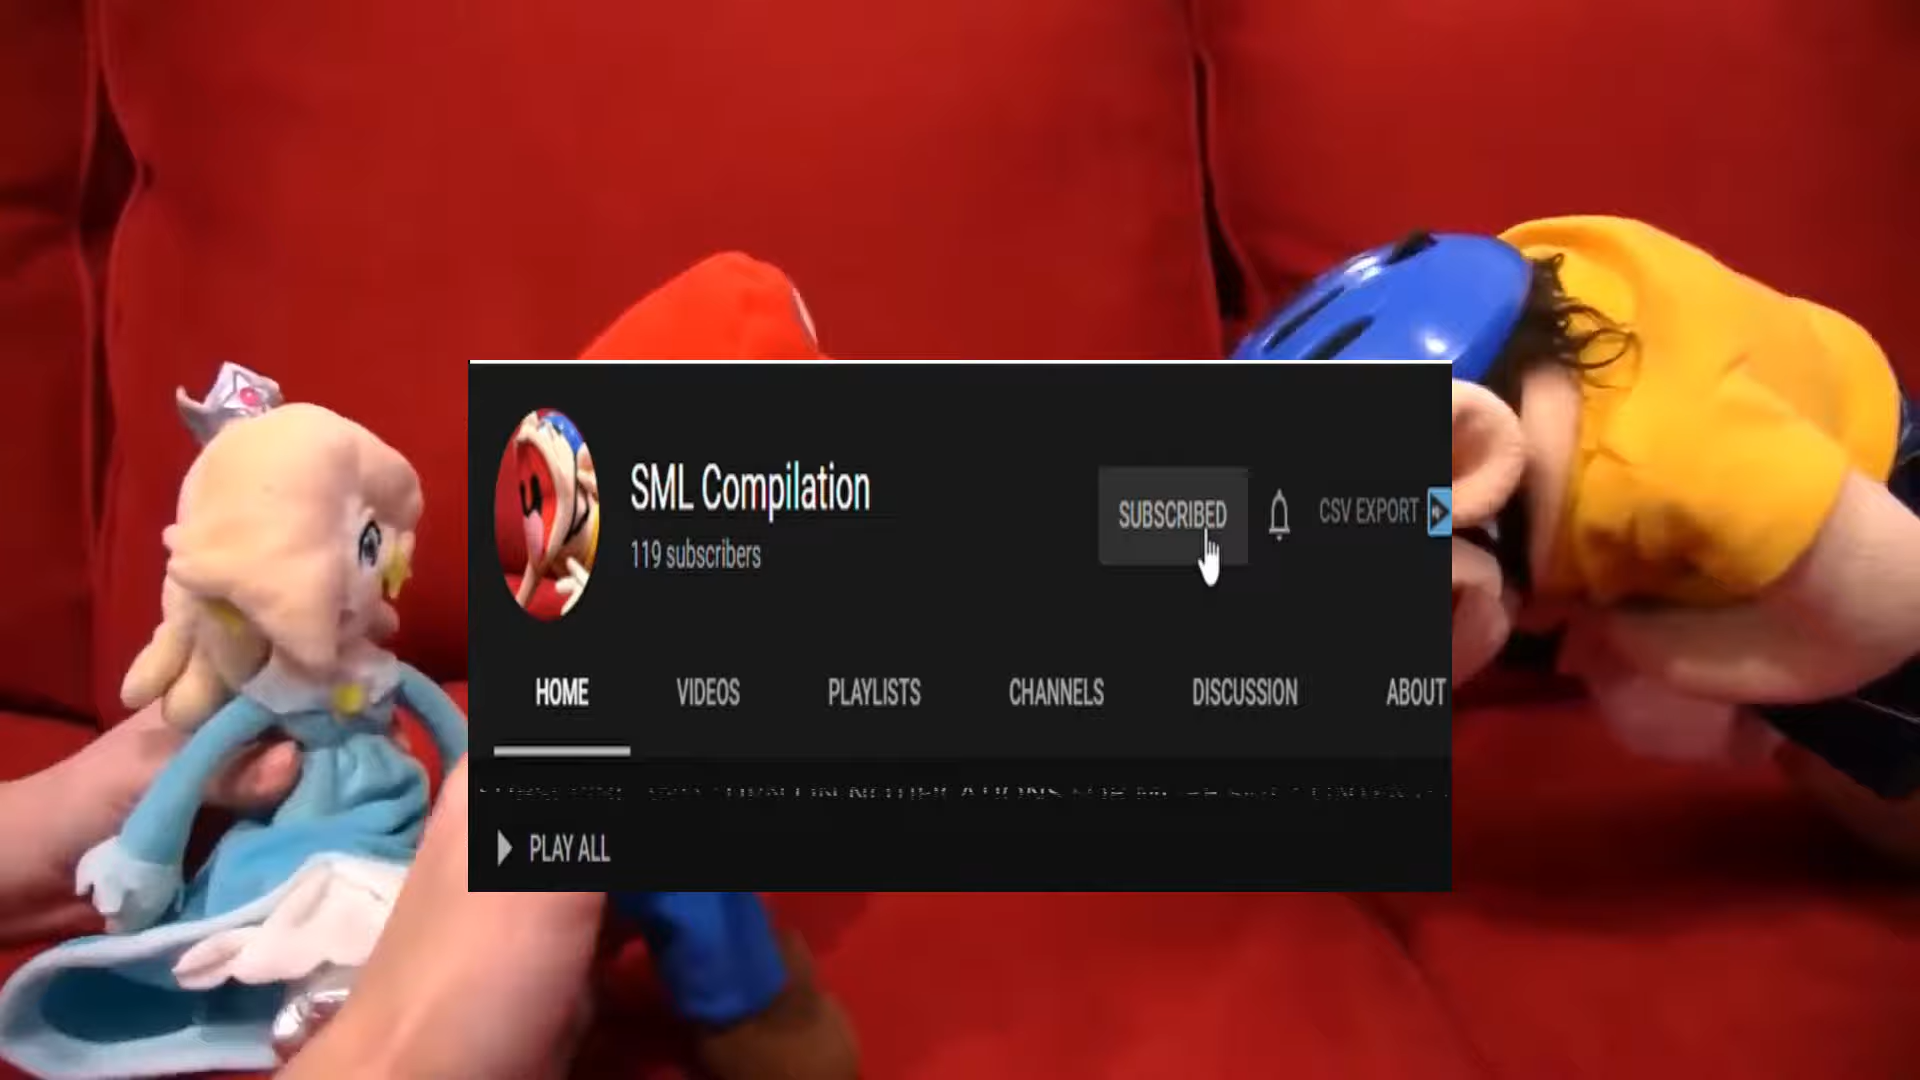 SML Compilation
119 subscribers
SUBSCRIBED
CSV EXPORT
HOME VIDEOS PLAYLISTS CHANNELS DISCUSSION ABOUT
PLAY ALL